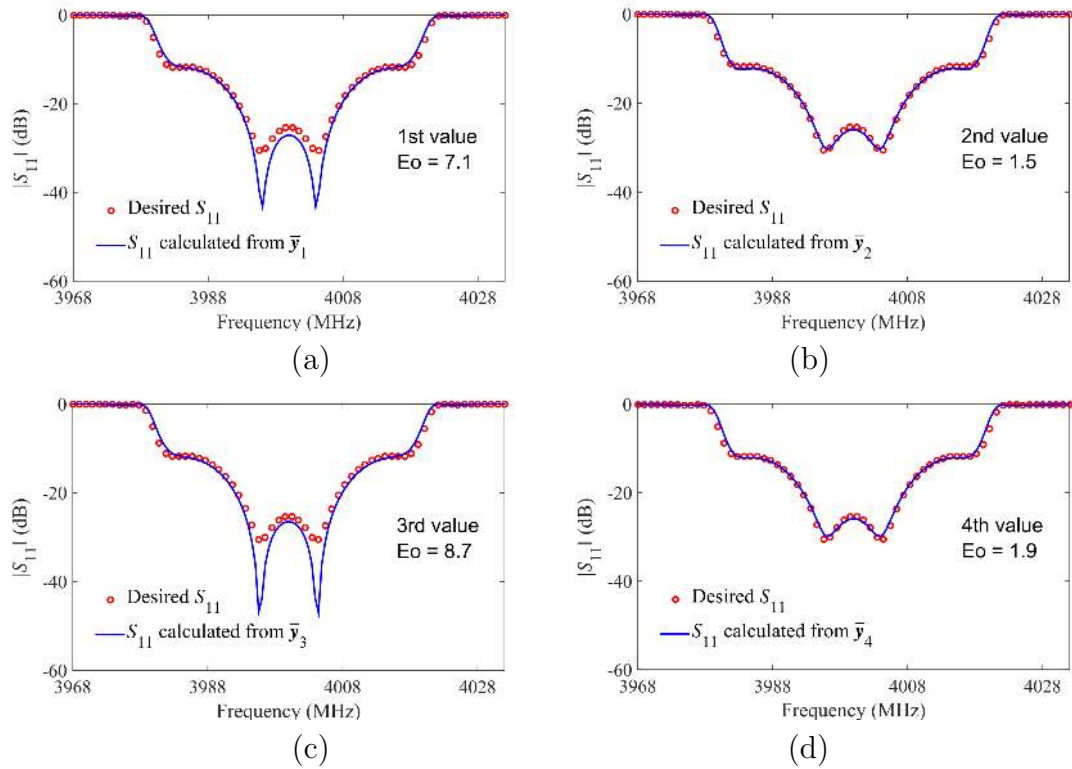 0
-20
-40
-60
|S11| (dB)
1st value
Eo = 7.1
Desired S11
S11 calculated from ȳ1
3968 3988 4008 4028
Frequency (MHz)
(a)
0
-20
-40
-60
|S11| (dB)
2nd value
Eo = 1.5
Desired S11
S11 calculated from ȳ2
3968 3988 4008 4028
Frequency (MHz)
(b)
0
-20
-40
-60
|S11| (dB)
3rd value
Eo = 8.7
Desired S11
S11 calculated from ȳ3
3968 3988 4008 4028
Frequency (MHz)
(c)
0
-20
-40
-60
|S11| (dB)
4th value
Eo = 1.9
Desired S11
S11 calculated from ȳ4
3968 3988 4008 4028
Frequency (MHz)
(d)